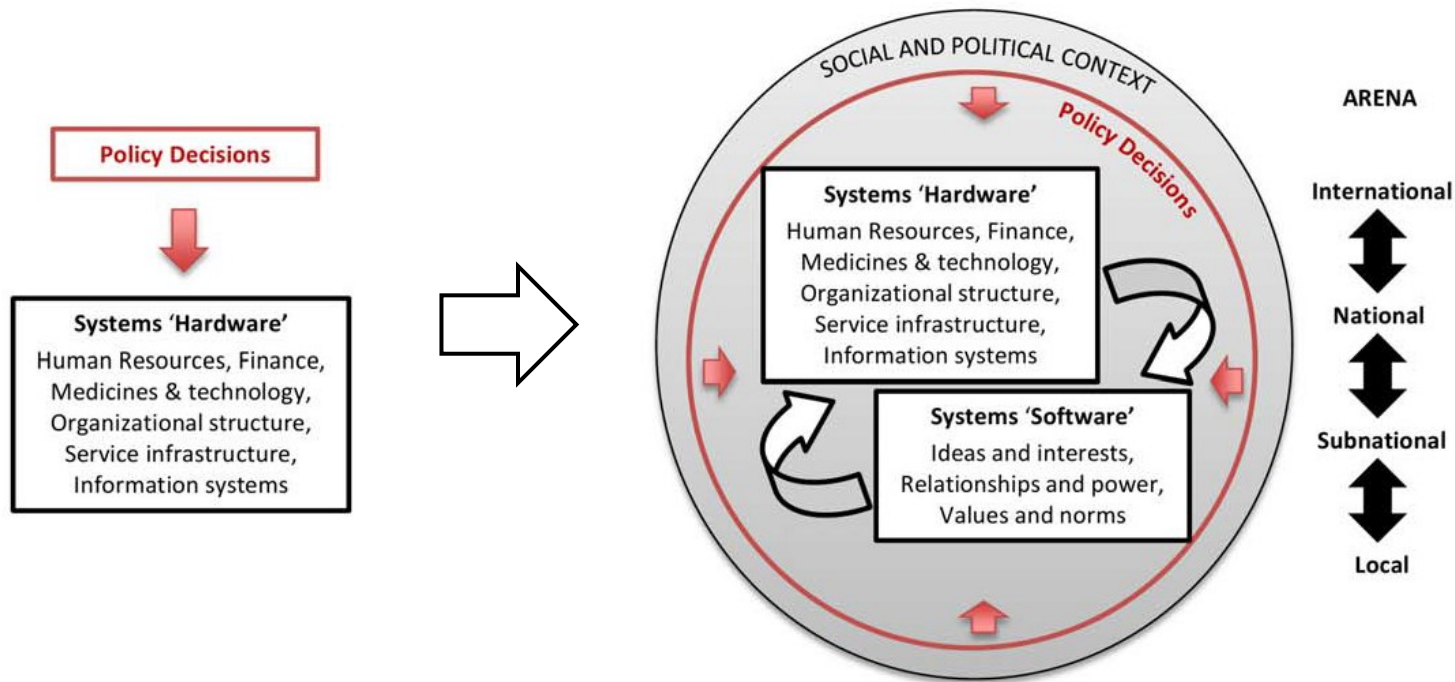 Policy Decisions
Systems ‘Hardware’
Human Resources, Finance,
Medicines & technology,
Organizational structure,
Service infrastructure,
Information systems
SOCIAL AND POLITICAL CONTEXT
Policy Decisions
Systems ‘Hardware’
Human Resources, Finance,
Medicines & technology,
Organizational structure,
Service infrastructure,
Information systems
Systems ‘Software’
Ideas and interests,
Relationships and power,
Values and norms
ARENA
International
National
Subnational
Local